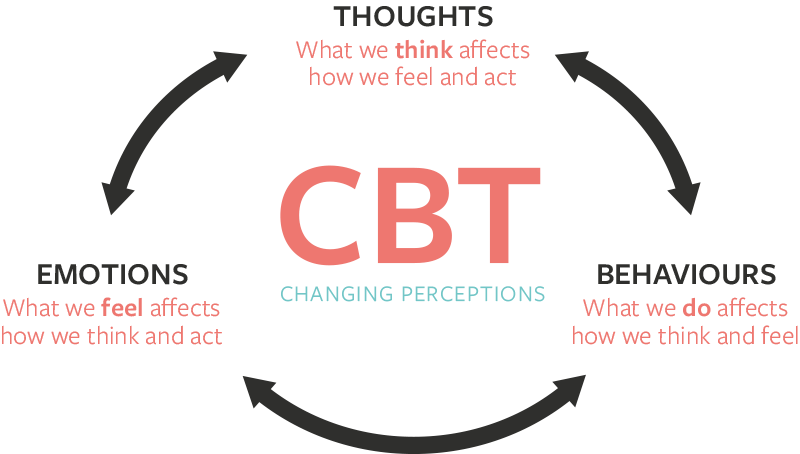 THOUGHTS
What we think affects
how we feel and act
CBT
CHANGING PERCEPTIONS
EMOTIONS
What we feel affects
how we think and act
BEHAVIOURS
What we do affects
how we think and feel